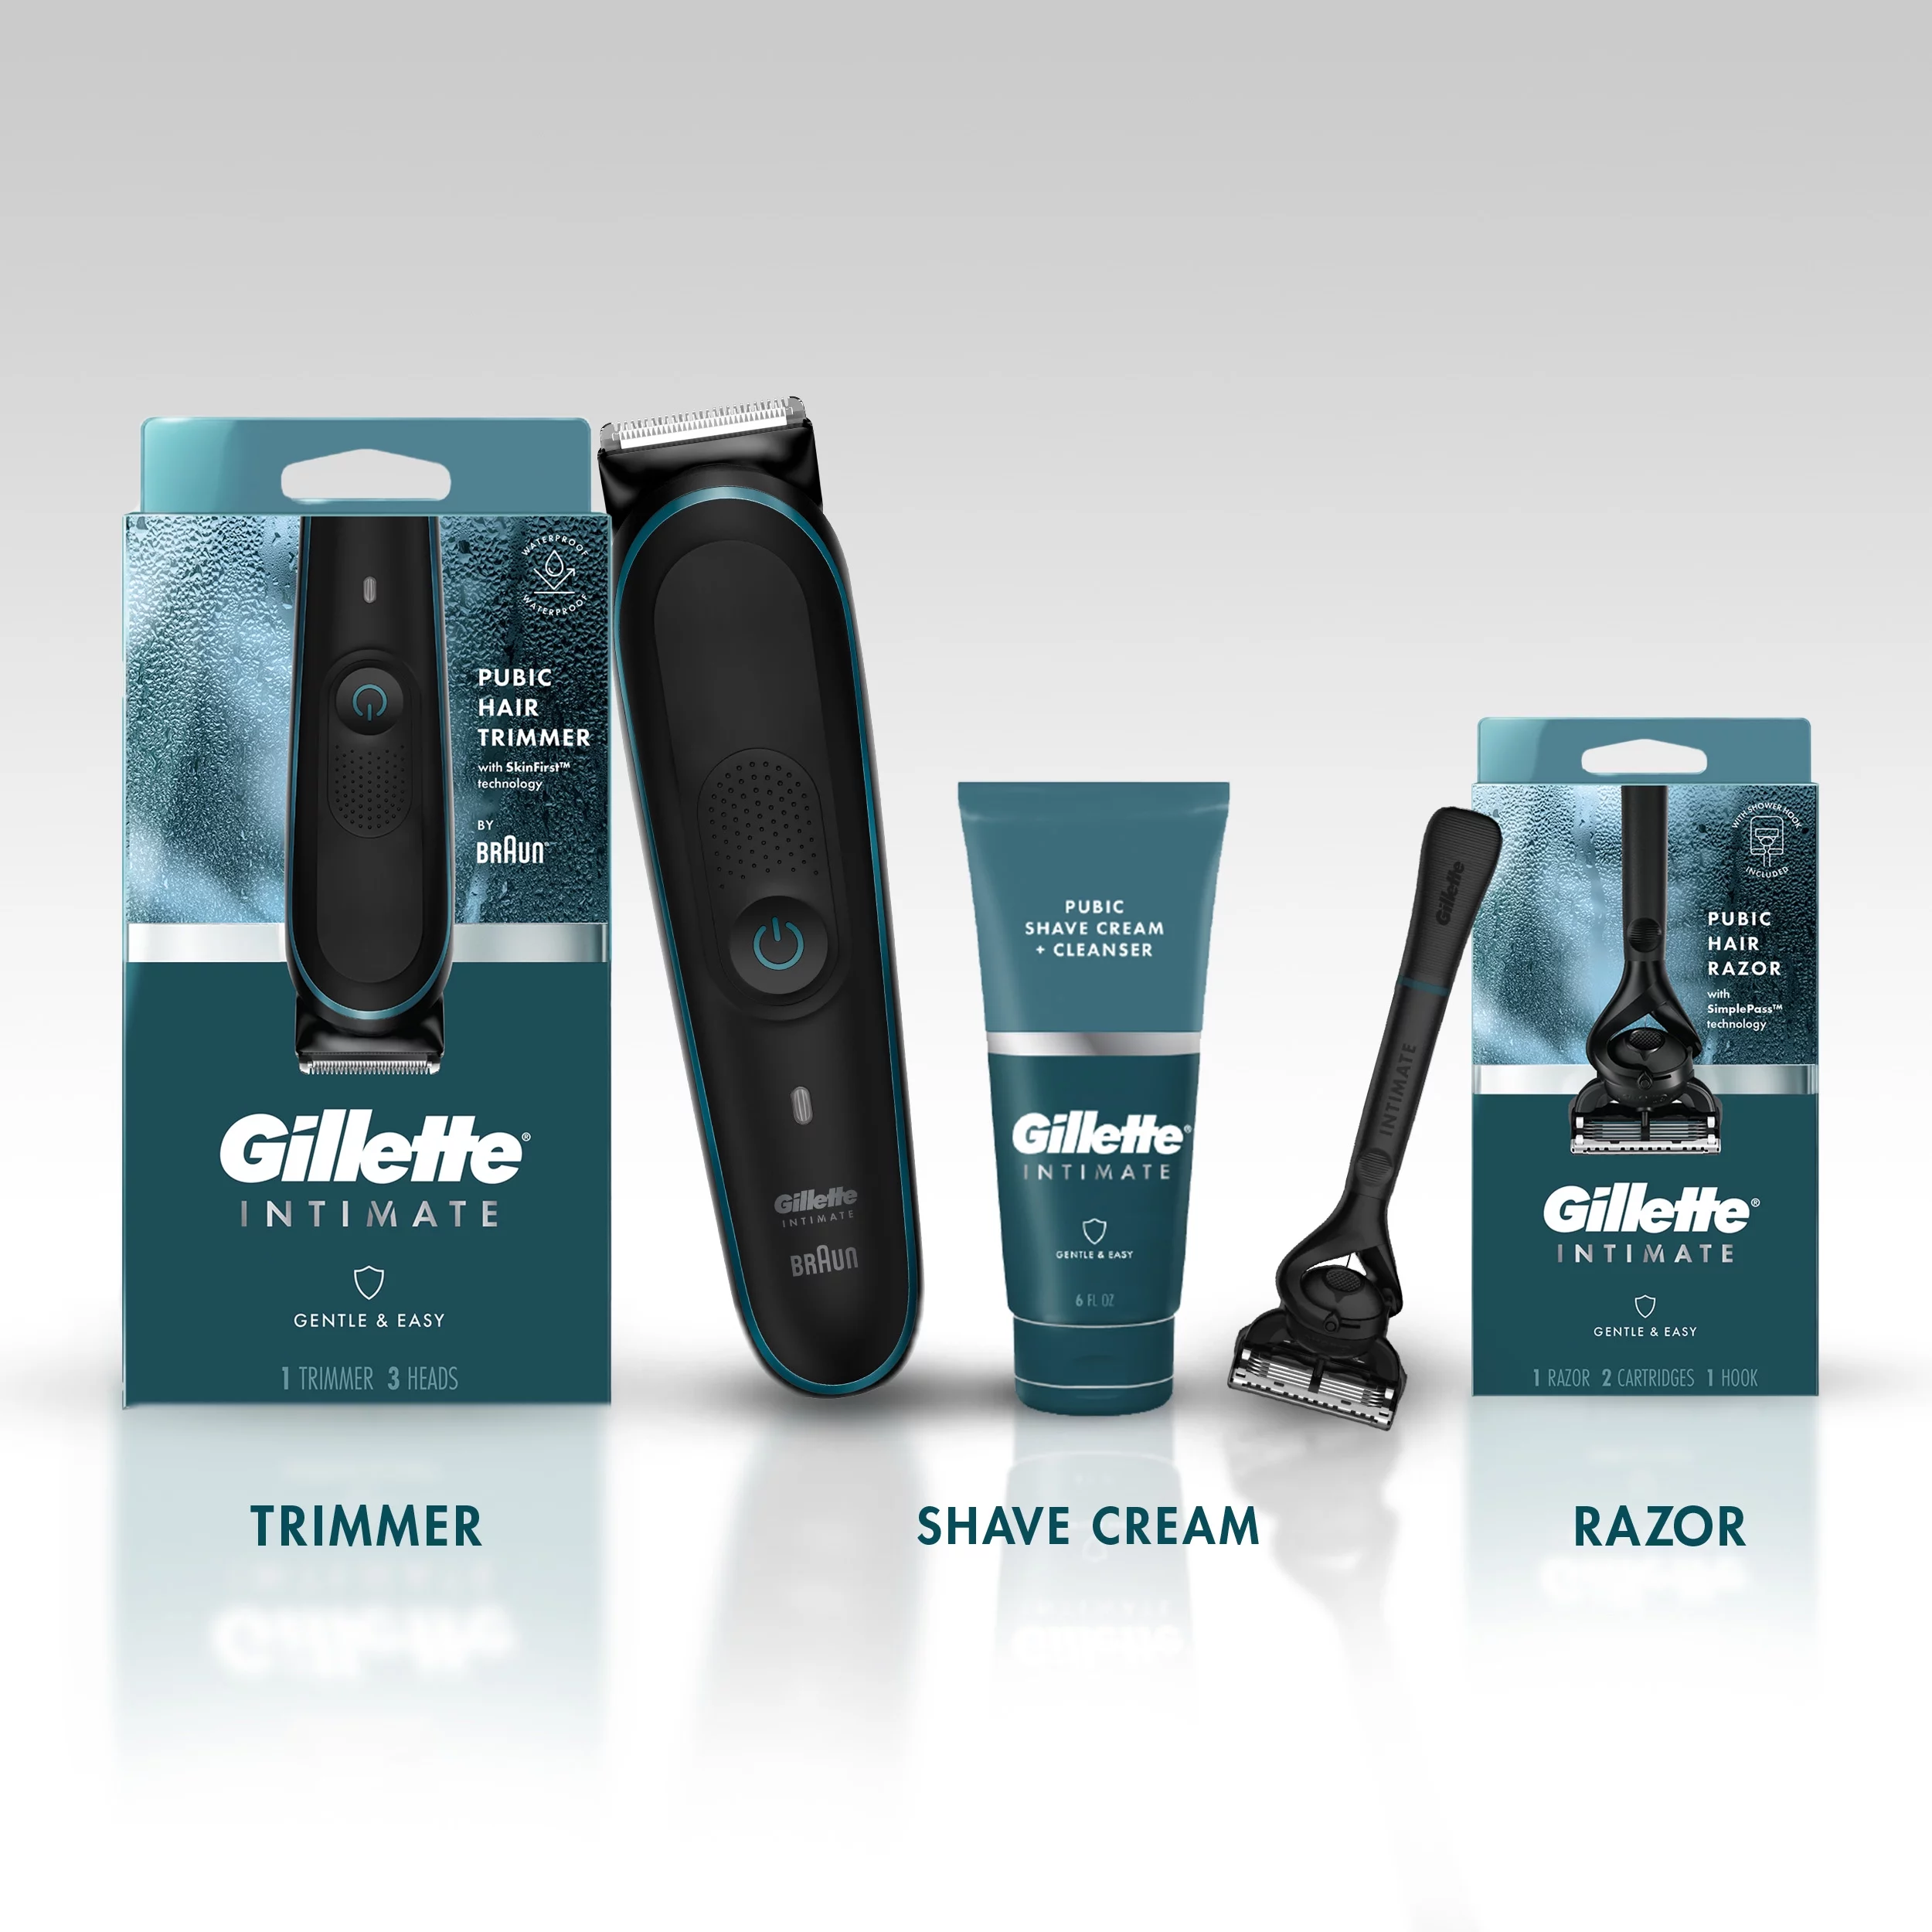 WATERPROOF
WATERPROOF
PUBIC
HAIR
TRIMMER
with SkinFirst™
technology
BY
BRAUN
Gillette®
INTIMATE
GENTLE & EASY
1 TRIMMER 3 HEADS
Gillette
INTIMATE
BRAUN
PUBIC
SHAVE CREAM
+ CLEANSER
Gillette®
INTIMATE
GENTLE & EASY
6 FL OZ
Gillette
INTIMATE
WITH SHOWER HOOK
INCLUDED
PUBIC
HAIR
RAZOR
with
SimplePass™
technology
Gillette®
INTIMATE
GENTLE & EASY
1 RAZOR 2 CARTRIDGES 1 HOOK
TRIMMER
SHAVE CREAM
RAZOR